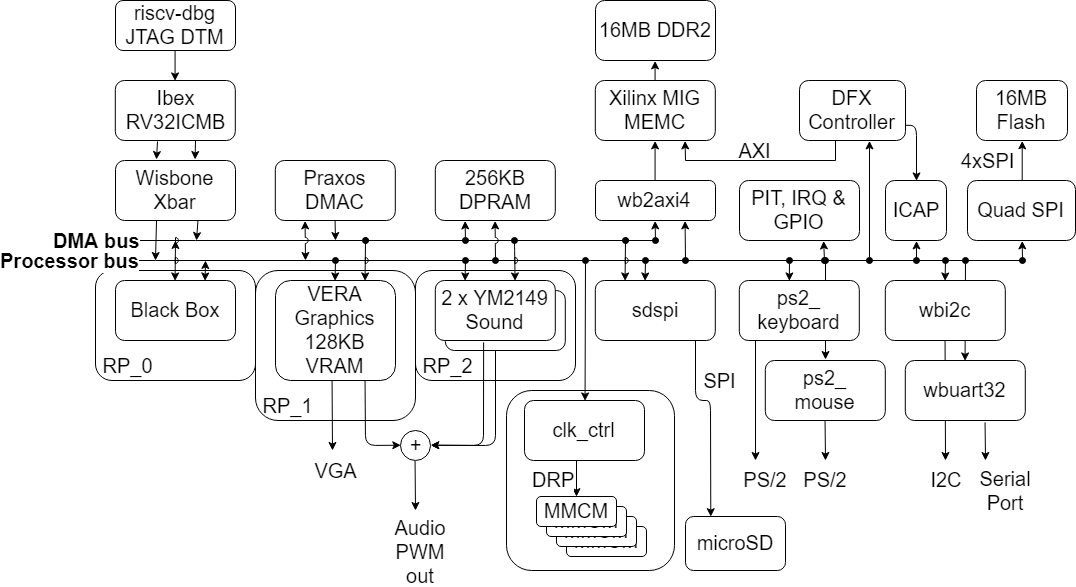 riscv-dbg
JTAG DTM
16MB DDR2
Ibex
RV32ICMB
Xilinx MIG
MEMC
DFX
Controller
16MB
Flash
AXI
4xSPI
Wisbone
Xbar
Praxos
DMAC
256KB
DPRAM
wb2axi4
PIT, IRQ &
GPIO
ICAP
Quad SPI
DMA bus
Processor bus
Black Box
RP_0
VERA
Graphics
128KB
VRAM
RP_1
2 x YM2149
Sound
RP_2
sdspi
ps2_
keyboard
wbi2c
ps2_
mouse
wbuart32
SPI
clk_ctrl
DRP
MMCM
+
VGA
Audio
PWM
out
PS/2
PS/2
I2C
Serial
Port
microSD